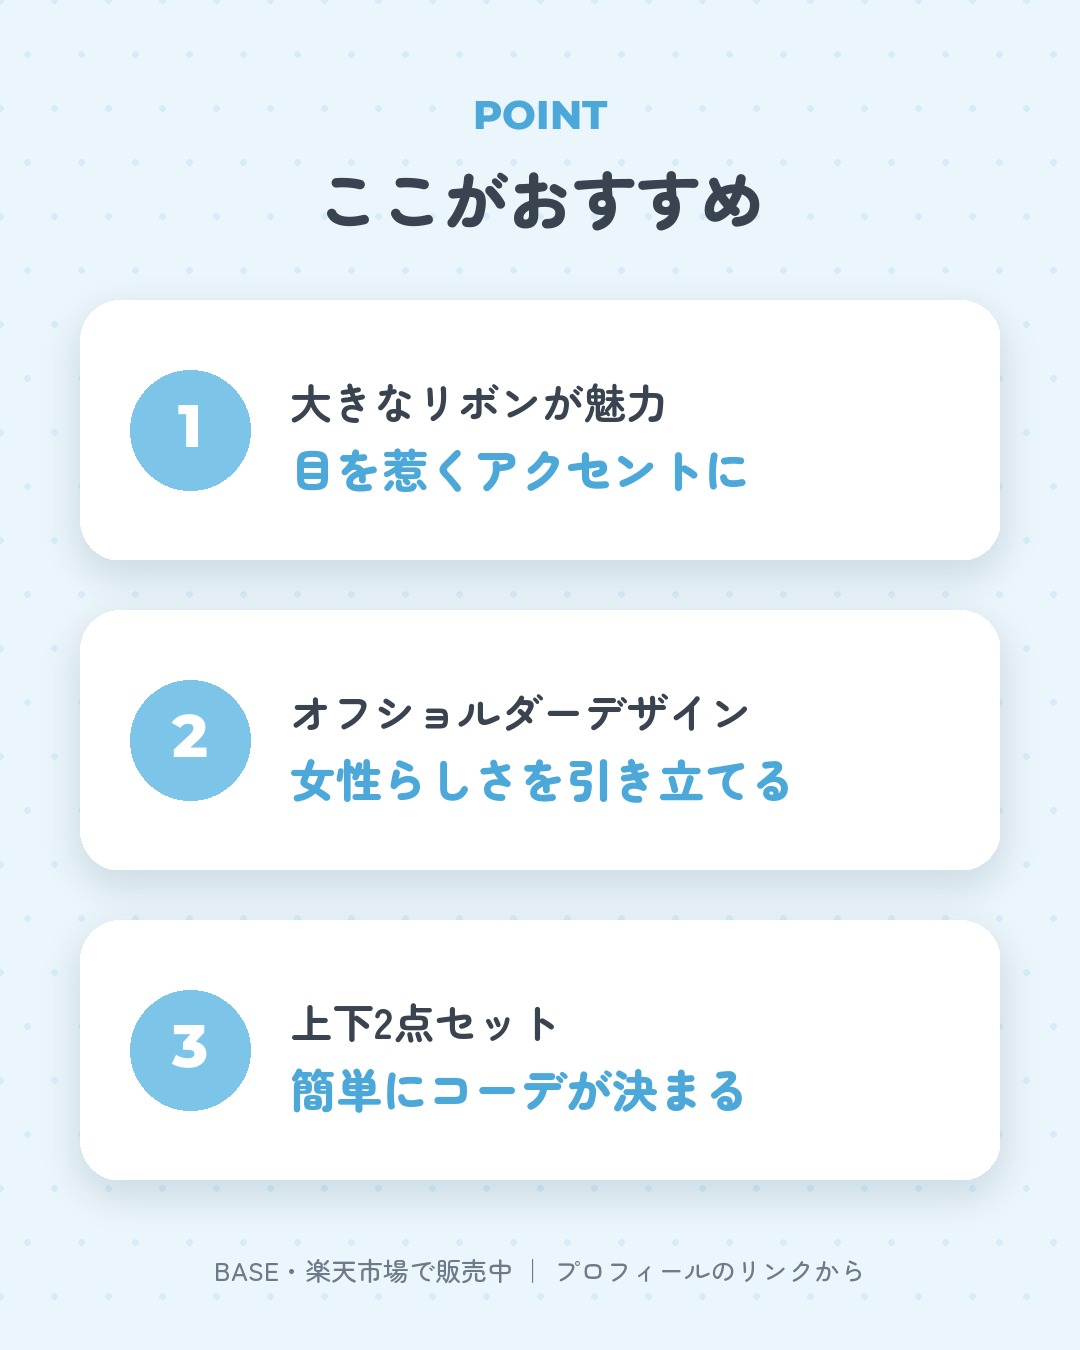 POINT
ここがおすすめ
1
大きなリボンが魅力
目を惹くアクセントに
2
オフショルダーデザイン
女性らしさを引き立てる
3
上下2点セット
簡単にコーデが決まる
BASE・楽天市場で販売中 ｜ プロフィールのリンクから